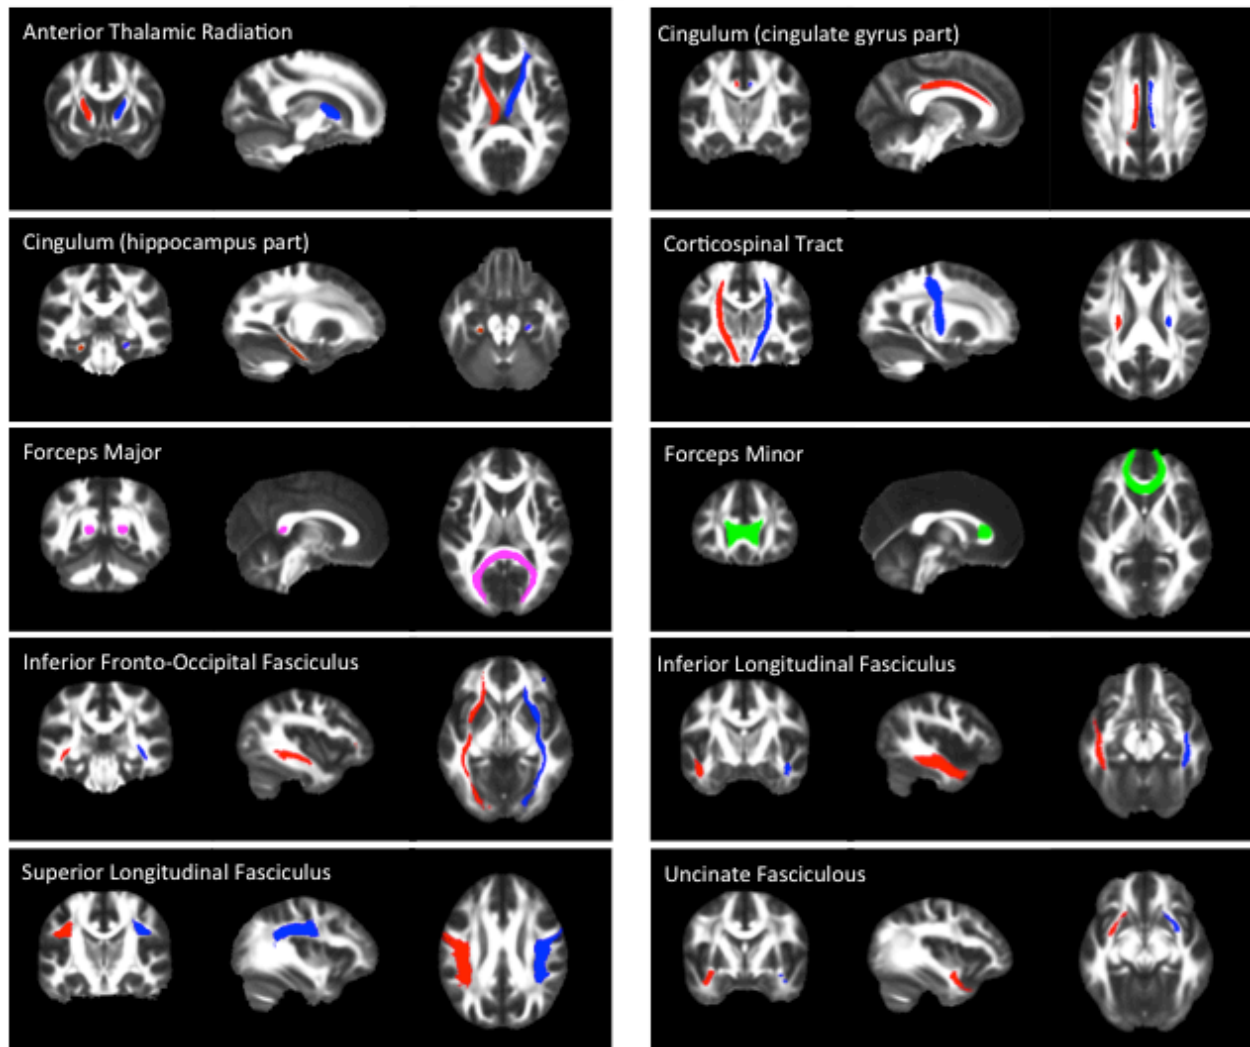 Anterior Thalamic Radiation
Cingulum (cingulate gyrus part)
Cingulum (hippocampus part)
Corticospinal Tract
Forceps Major
Forceps Minor
Inferior Fronto-Occipital Fasciculus
Inferior Longitudinal Fasciculus
Superior Longitudinal Fasciculus
Uncinate Fasciculous